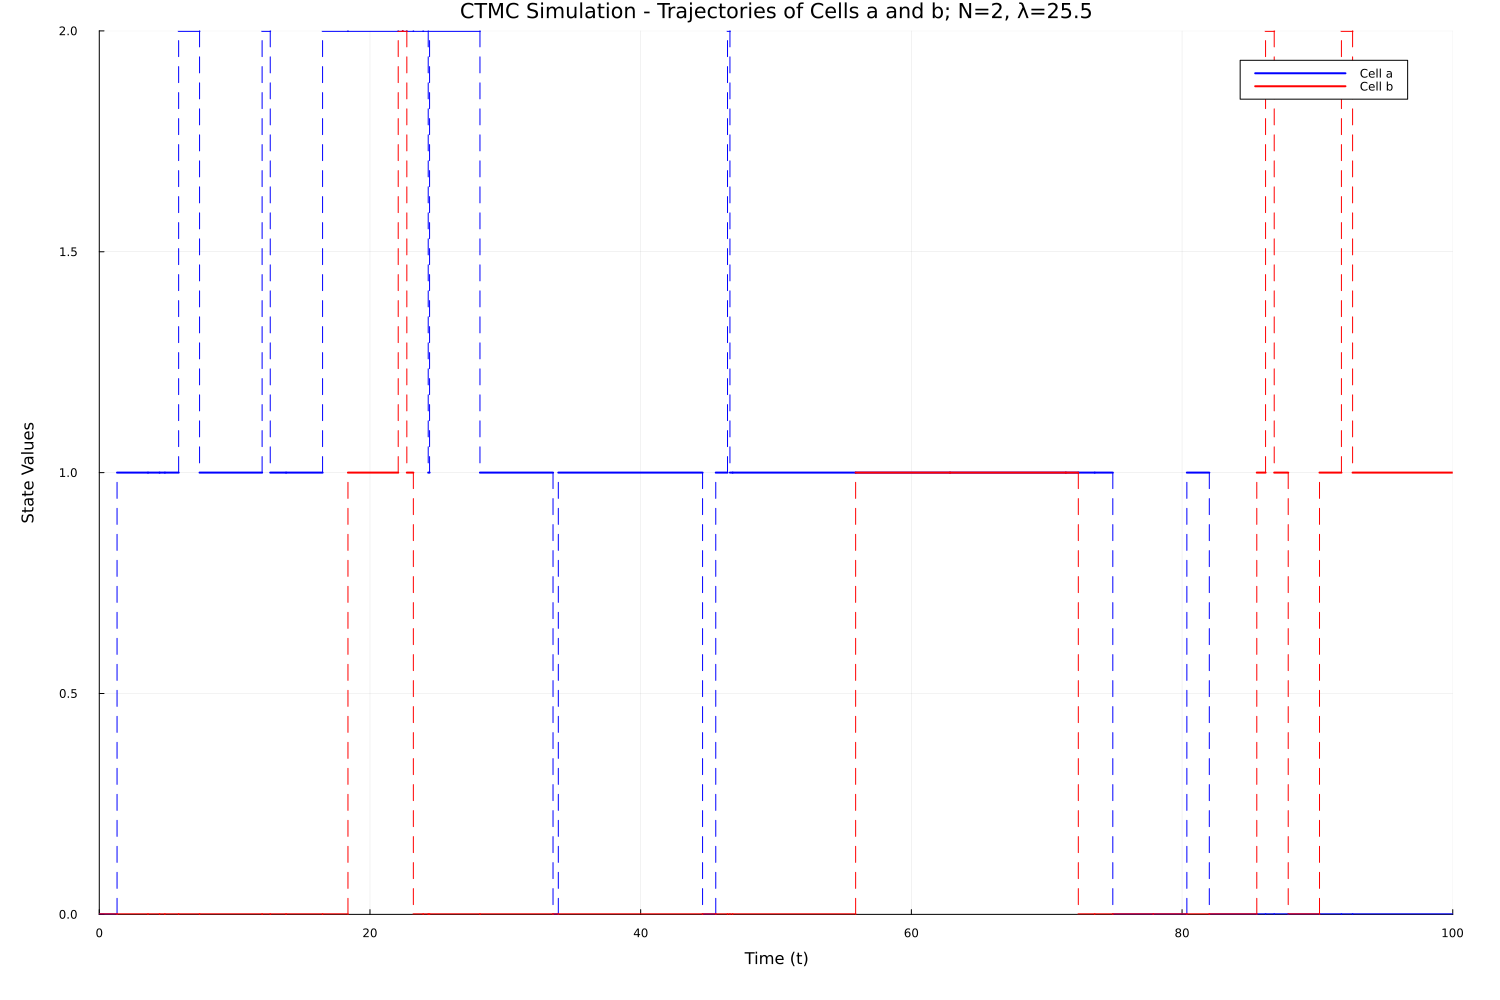 CTMC Simulation - Trajectories of Cells a and b; N=2, λ=25.5
2.0
Cell a
Cell b
1.5
1.0
State Values
0.5
0.0
0 20 40 60 80 100
Time (t)